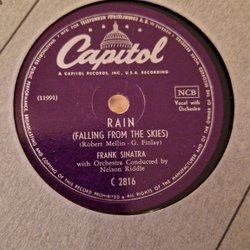 Capitol
A CAPITOL RECORDS, INC., U.S.A. RECORDING
(11991)
NCB
Vocal with
Orchestra
RAIN
(FALLING FROM THE SKIES)
(Robert Mellin - G. Finlay)
FRANK SINATRA
with Orchestra Conducted by
Nelson Riddle
C 2816